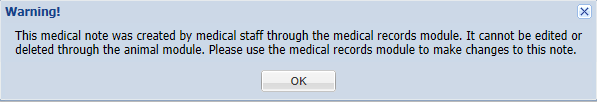 Warning!
This medical note was created by medical staff through the medical records module. It cannot be edited or
deleted through the animal module. Please use the medical records module to make changes to this note.
OK